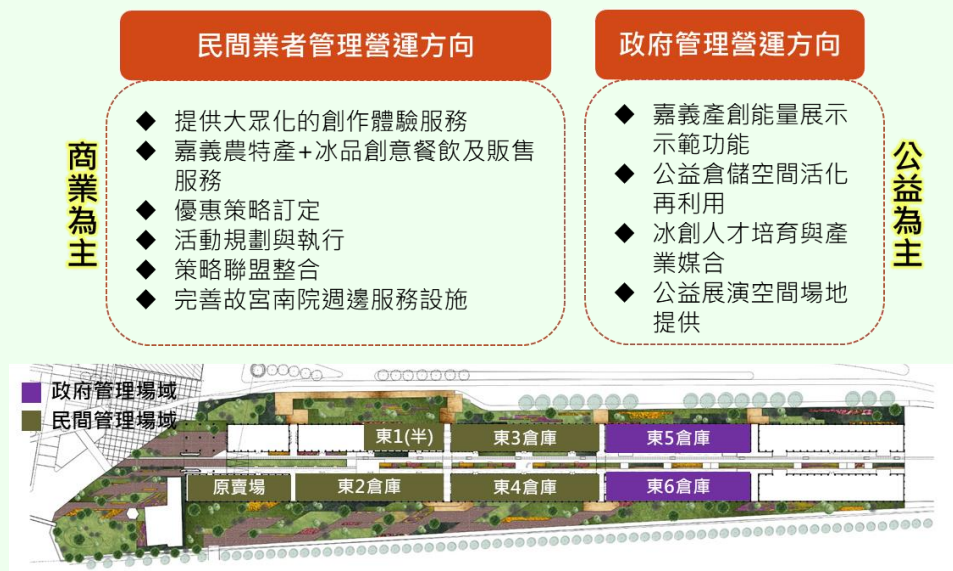 民間業者管理營運方向
商業為主
◆ 提供大眾化的創作體驗服務
◆ 嘉義農特產+冰品創意餐飲及販售
服務
◆ 優惠策略訂定
◆ 活動規劃與執行
◆ 策略聯盟整合
◆ 完善故宮南院週邊服務設施
政府管理營運方向
◆ 嘉義產創能量展示
示範功能
◆ 公益倉儲空間活化
再利用
◆ 冰創人才培育與產
業媒合
◆ 公益展演空間場地
提供
公益為主
政府管理場域
民間管理場域
東1(半)
東3倉庫
東5倉庫
原賣場
東2倉庫
東4倉庫
東6倉庫